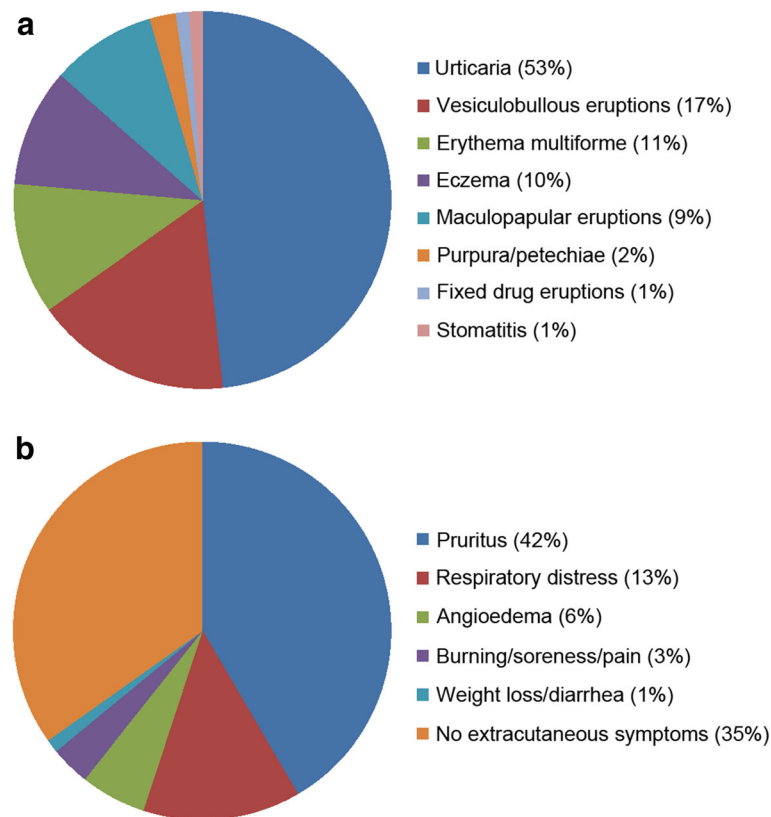 a
Urticaria (53%)
Vesiculobullous eruptions (17%)
Erythema multiforme (11%)
Eczema (10%)
Maculopapular eruptions (9%)
Purpura/petechiae (2%)
Fixed drug eruptions (1%)
Stomatitis (1%)
b
Pruritus (42%)
Respiratory distress (13%)
Angioedema (6%)
Burning/soreness/pain (3%)
Weight loss/diarrhea (1%)
No extracutaneous symptoms (35%)